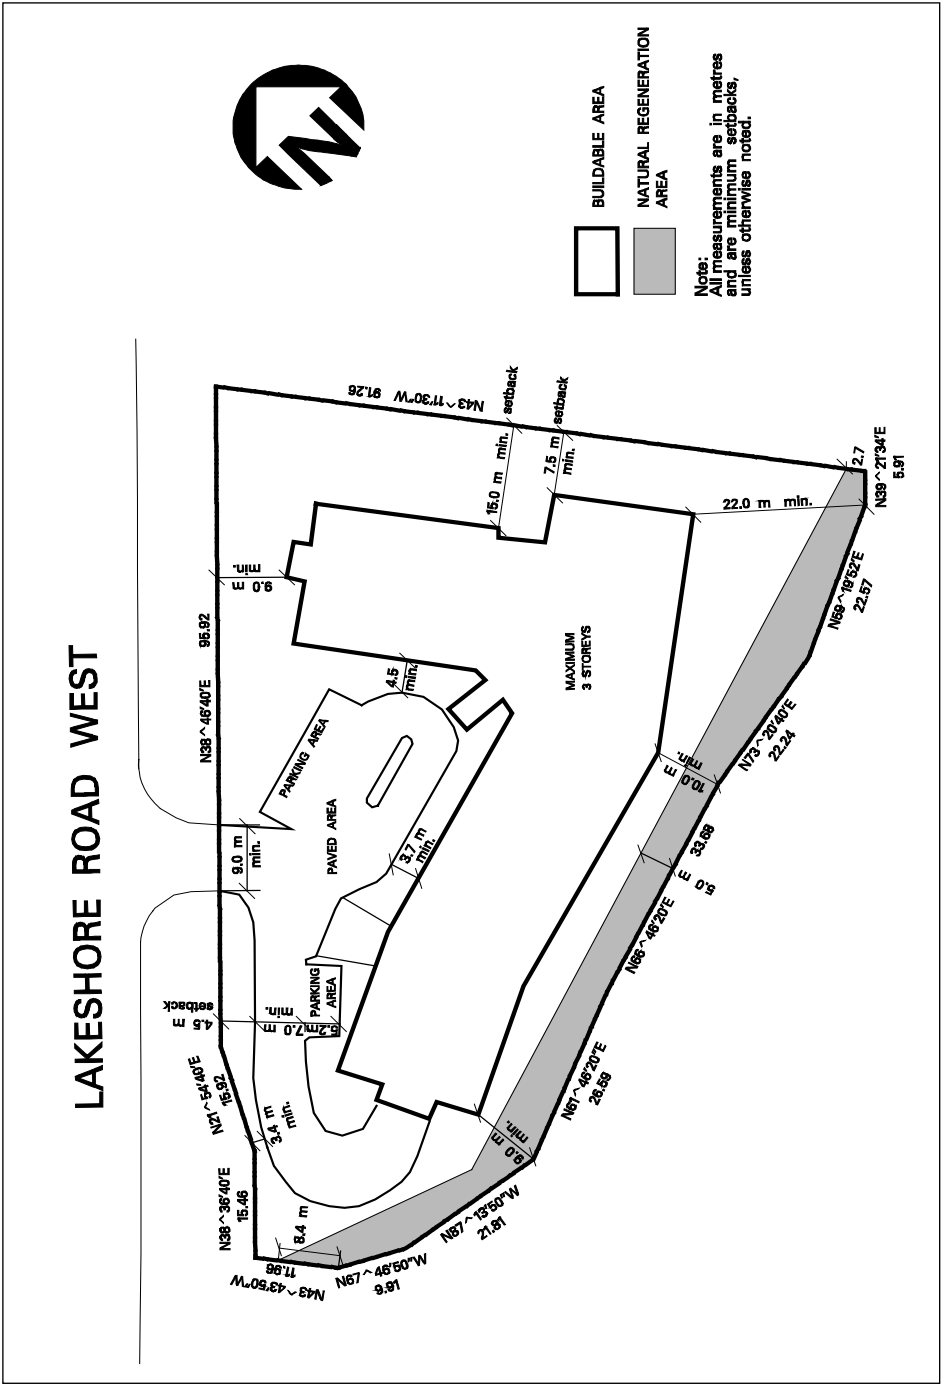 LAKESHORE ROAD WEST
N
BUILDABLE AREA
NATURAL REGENERATION
AREA
Note:
All measurements are in metres
and are minimum setbacks,
unless otherwise noted.
N38^36'40"E
15.46
N21^54'40"E
15.92
4.5 m
setback
N38^46'40"E
95.92
N43^11'30"W 91.26
15.0 m min.
setback
7.5 m
min.
setback
2.7
N39^21'34"E
5.91
22.0 m min.
N59^19'52"E
22.57
N73^20'40"E
22.24
10.0 m
min.
33.68
N66^46'20"E
5.0 m
N61^46'20"E
26.59
9.0 m
min.
N87^13'50"W
21.81
N67^46'50"W
9.91
N43^43'50"W
11.96
8.4 m
3.4 m
min.
7.0 m
min.
5.2m
PARKING
AREA
9.0 m
min.
PAVED AREA
PARKING AREA
4.5
min.
3.7 m
min.
9.0 m
min.
MAXIMUM
3 STOREYS